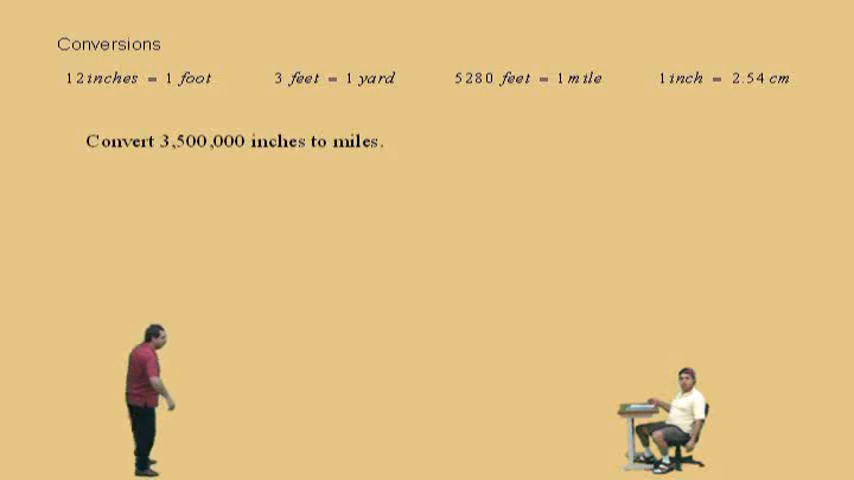 Conversions
12 inches = 1 foot 3 feet = 1 yard 5280 feet = 1 mile 1 inch = 2.54 cm
Convert 3,500,000 inches to miles.